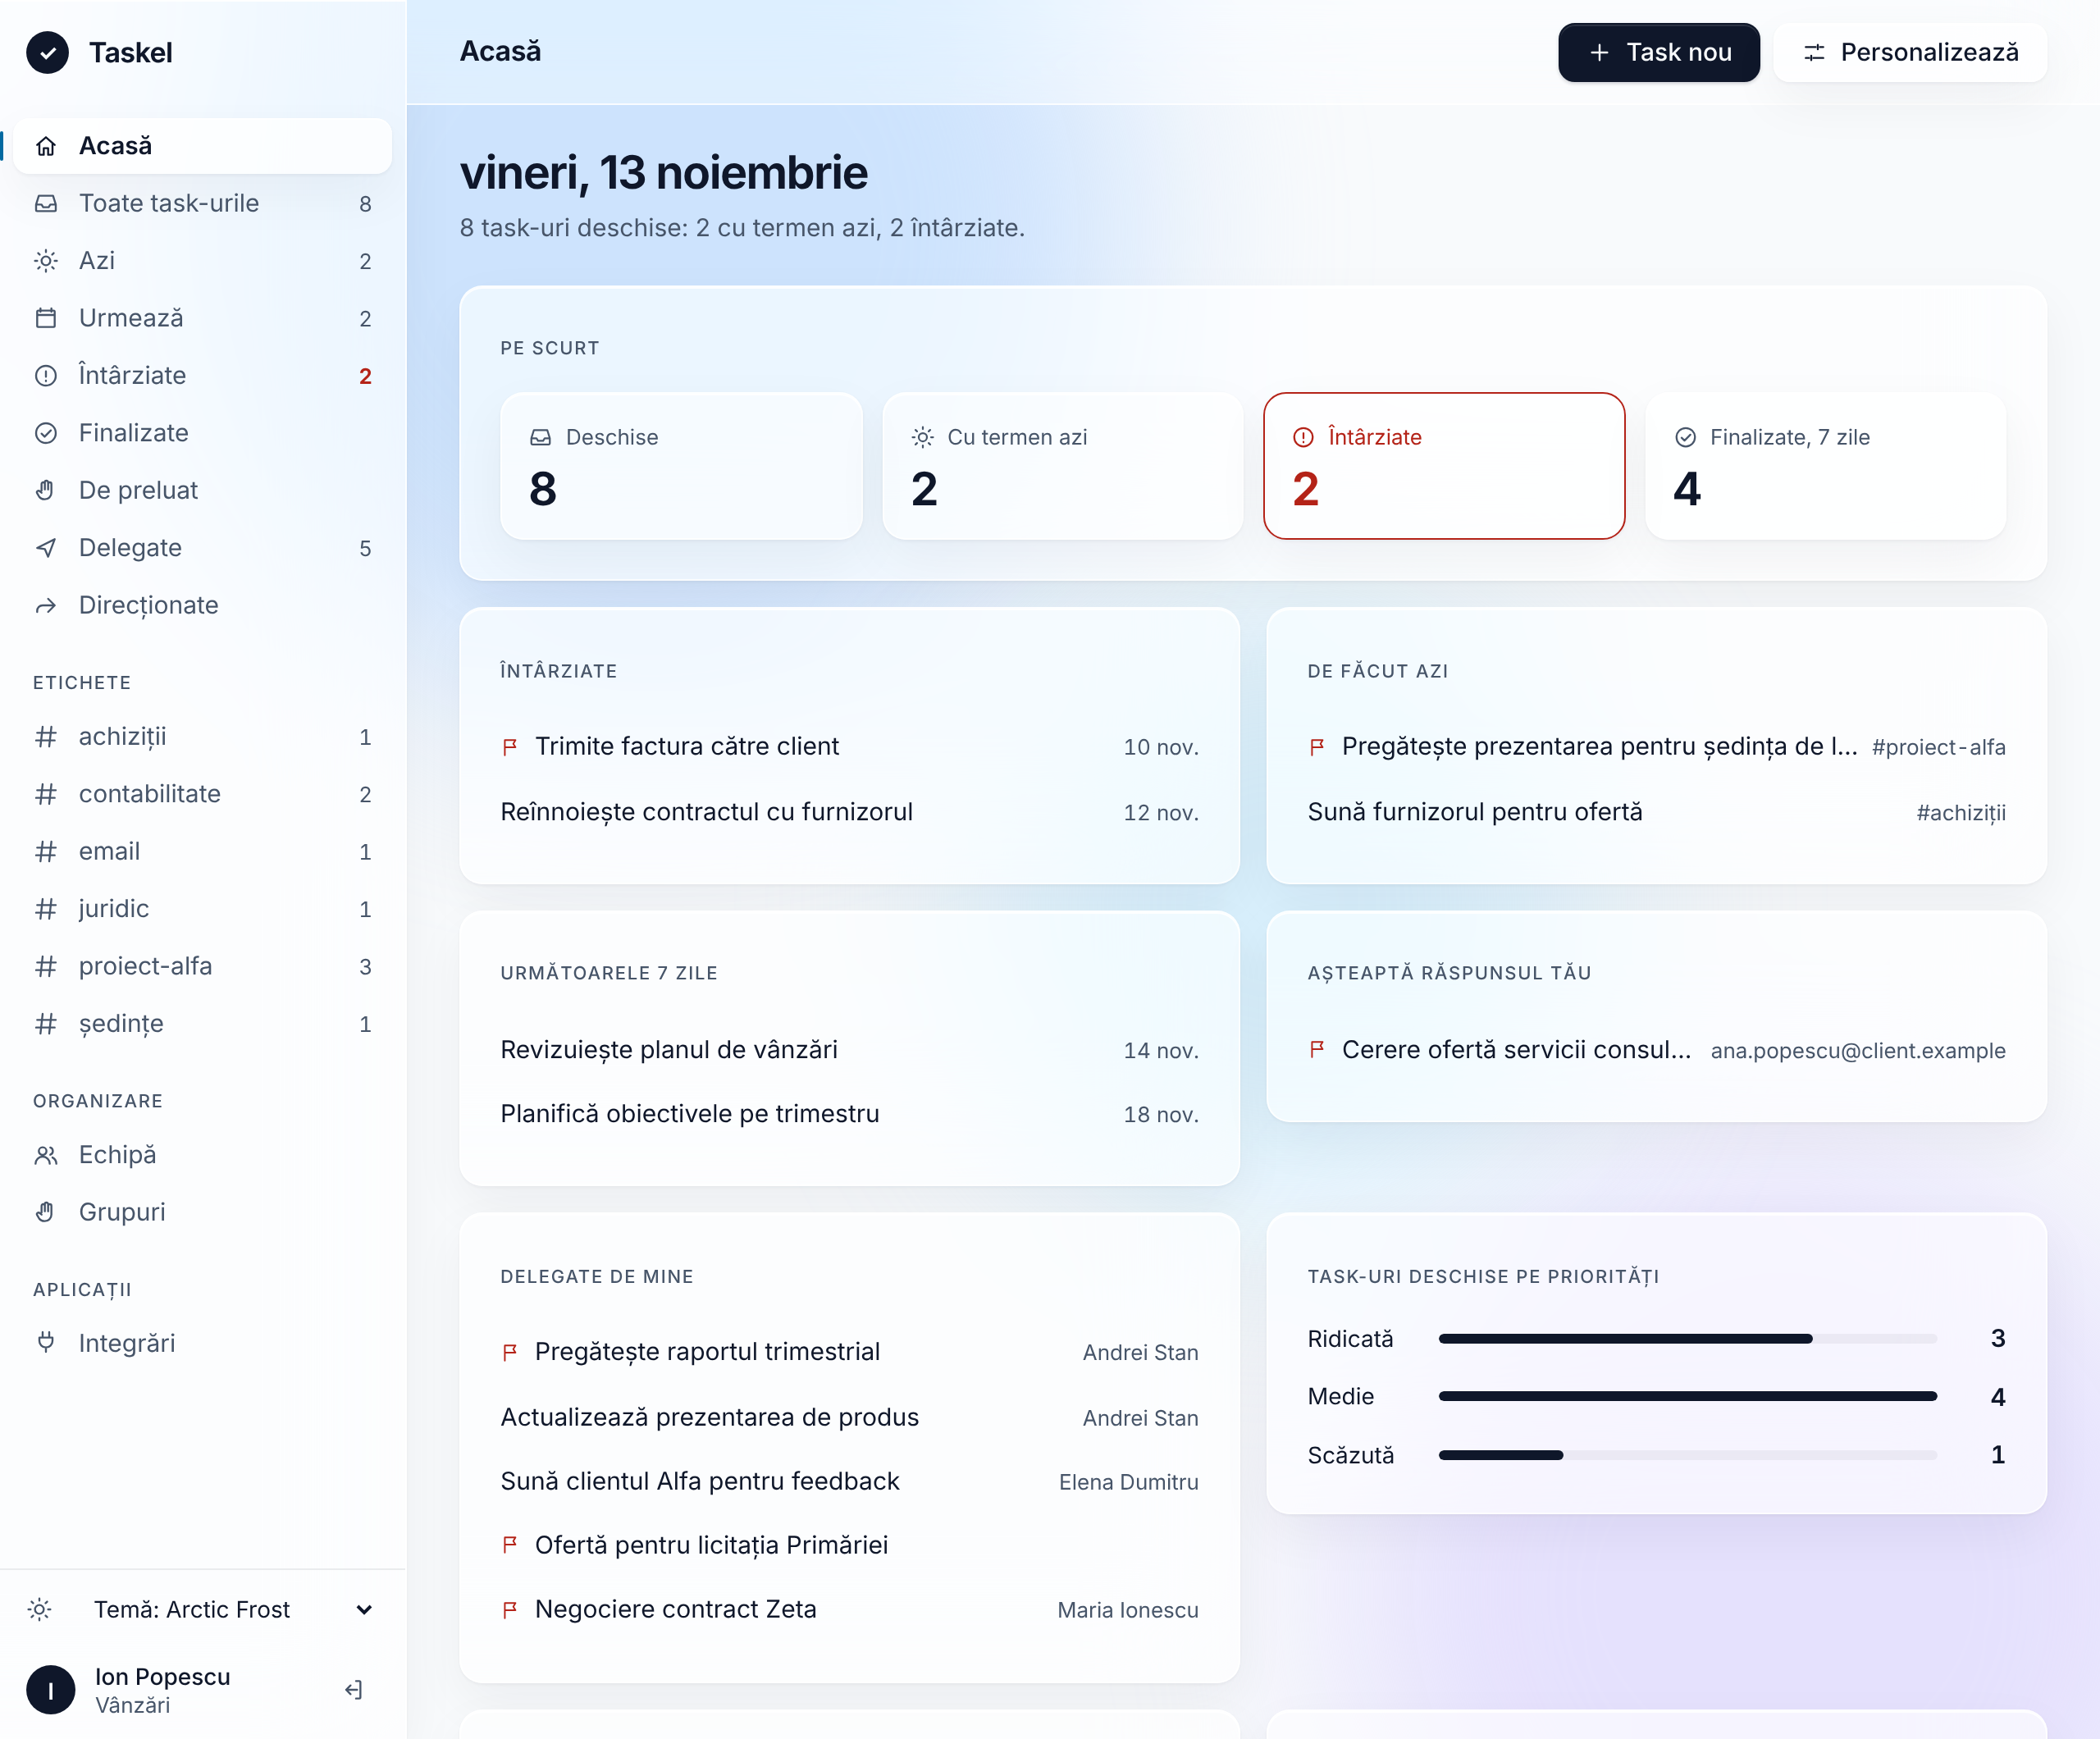 Taskel
Acasă
Toate task-urile 8
Azi 2
Urmează 2
Întârziate 2
Finalizate
De preluat
Delegate 5
Direcționate
ETICHETE
# achiziții 1
# contabilitate 2
# email 1
# juridic 1
# proiect-alfa 3
# ședințe 1
ORGANIZARE
Echipă
Grupuri
APLICAȚII
Integrări
Temă: Arctic Frost
I
Ion Popescu
Vânzări
Acasă
+ Task nou
Personalizează
vineri, 13 noiembrie
8 task-uri deschise: 2 cu termen azi, 2 întârziate.
PE SCURT
Deschise
8
Cu termen azi
2
Întârziate
2
Finalizate, 7 zile
4
ÎNTÂRZIATE
Trimite factura către client 10 nov.
Reînnoiește contractul cu furnizorul 12 nov.
DE FĂCUT AZI
Pregătește prezentarea pentru ședința de l... #proiect-alfa
Sună furnizorul pentru ofertă #achiziții
URMĂTOARELE 7 ZILE
Revizuiește planul de vânzări 14 nov.
Planifică obiectivele pe trimestru 18 nov.
AȘTEAPTĂ RĂSPUNSUL TĂU
Cerere ofertă servicii consul... ana.popescu@client.example
DELEGATE DE MINE
Pregătește raportul trimestrial Andrei Stan
Actualizează prezentarea de produs Andrei Stan
Sună clientul Alfa pentru feedback Elena Dumitru
Ofertă pentru licitația Primăriei
Negociere contract Zeta Maria Ionescu
TASK-URI DESCHISE PE PRIORITĂȚI
Ridicată 3
Medie 4
Scăzută 1